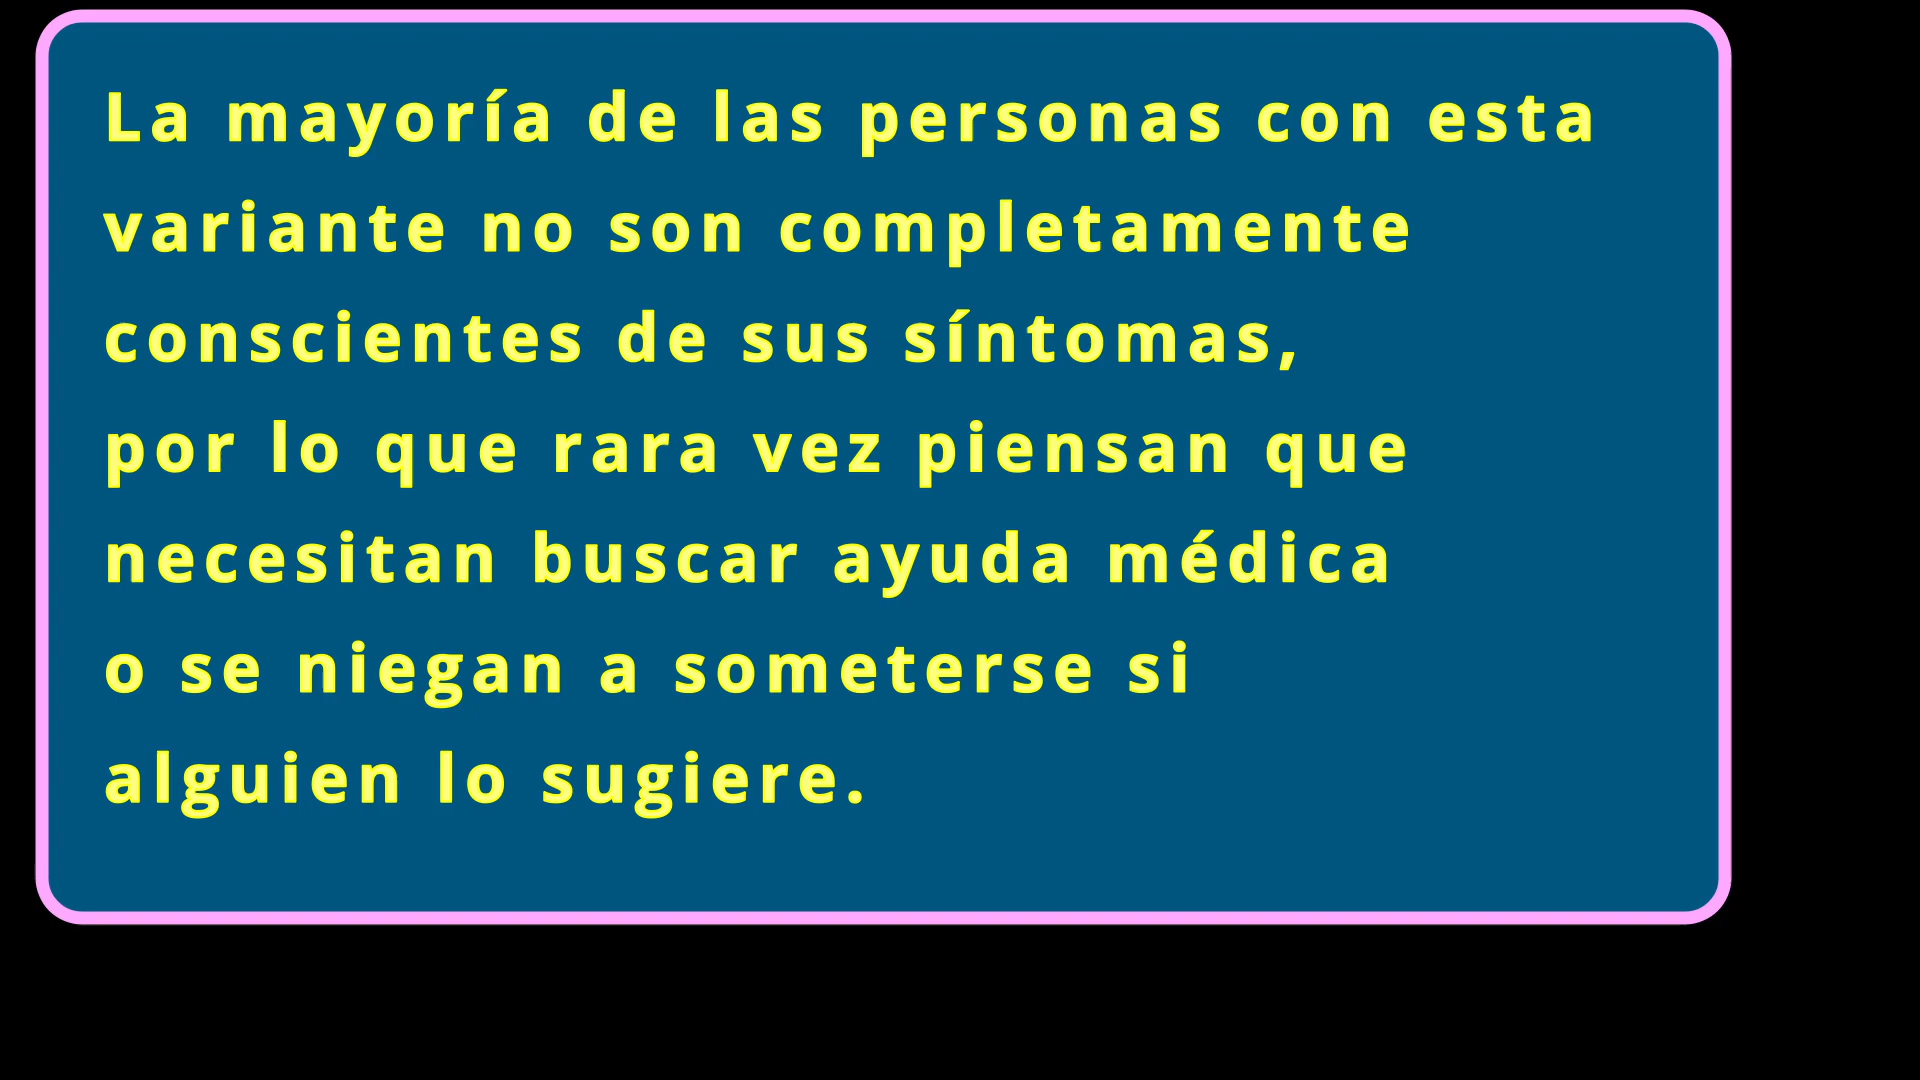 La mayoría de las personas con esta
variante no son completamente
conscientes de sus síntomas,
por lo que rara vez piensan que
necesitan buscar ayuda médica
o se niegan a someterse si
alguien lo sugiere.